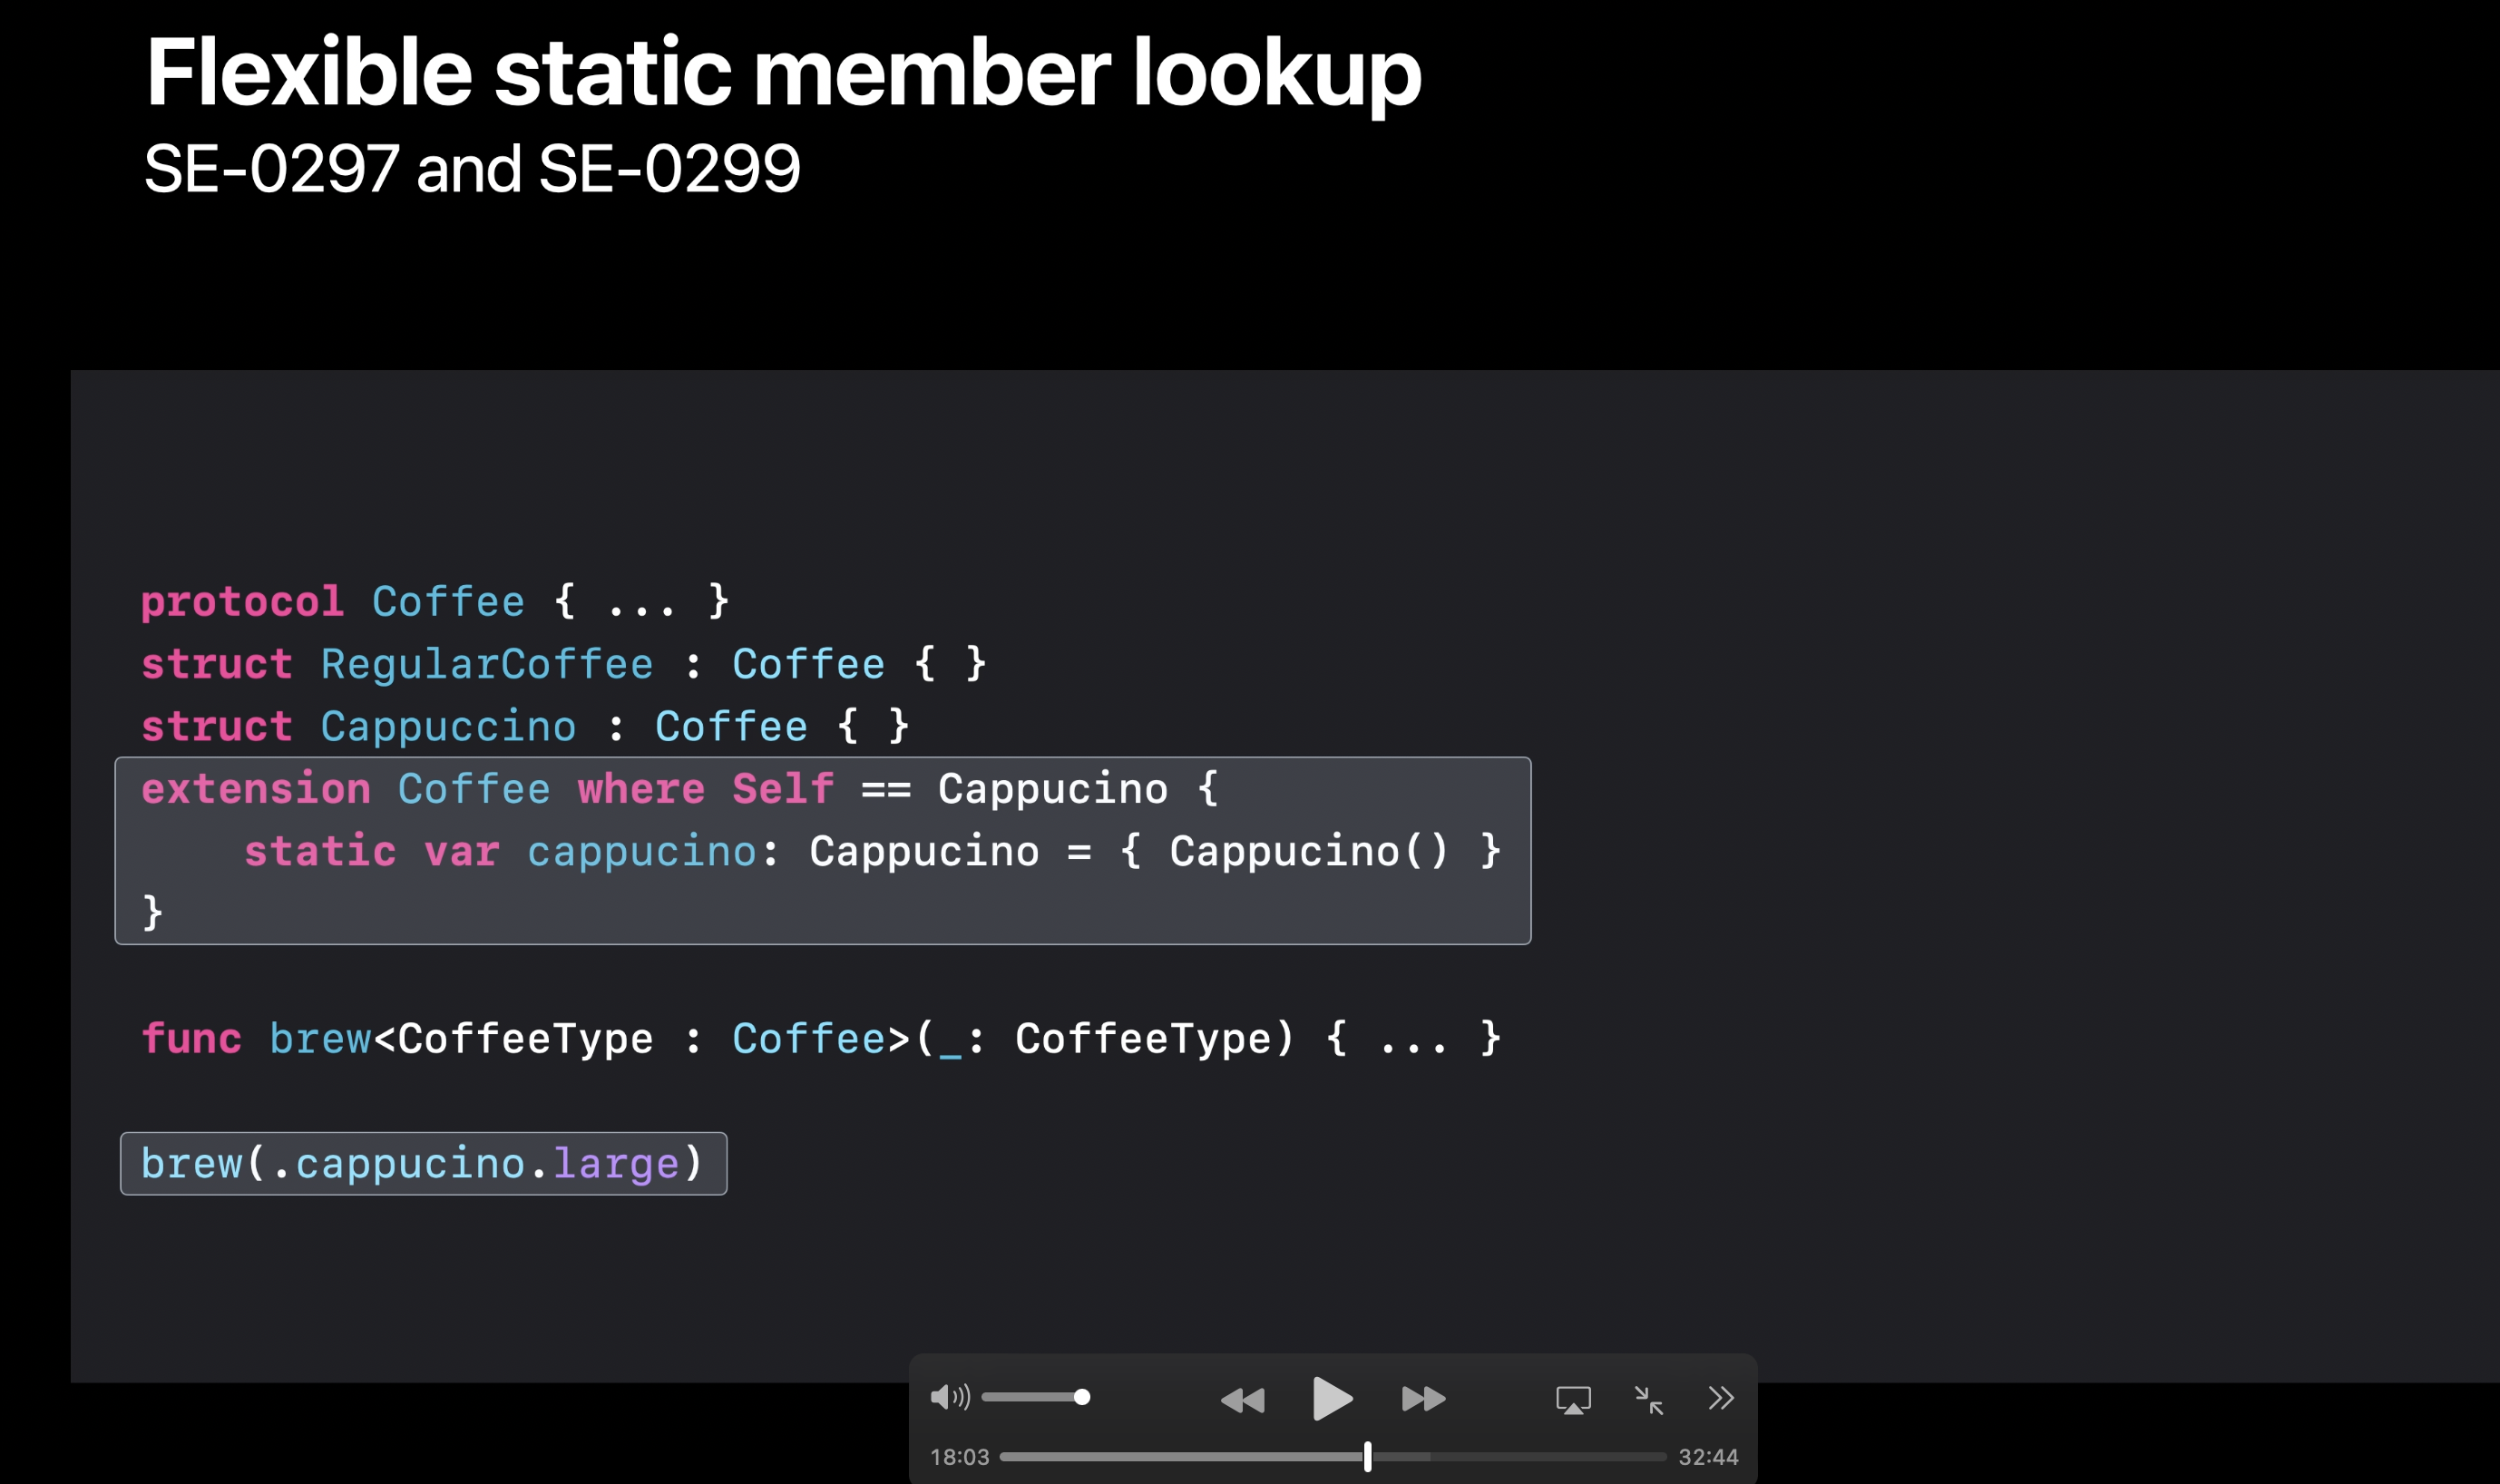 Flexible static member lookup
SE-0297 and SE-0299
protocol Coffee { ... }
struct RegularCoffee : Coffee { }
struct Cappuccino : Coffee { }
extension Coffee where Self == Cappucino {
    static var cappucino: Cappucino = { Cappucino() }
}
func brew<CoffeeType : Coffee>(_: CoffeeType) { ... }
brew(.cappucino.large)
18:03
32:44